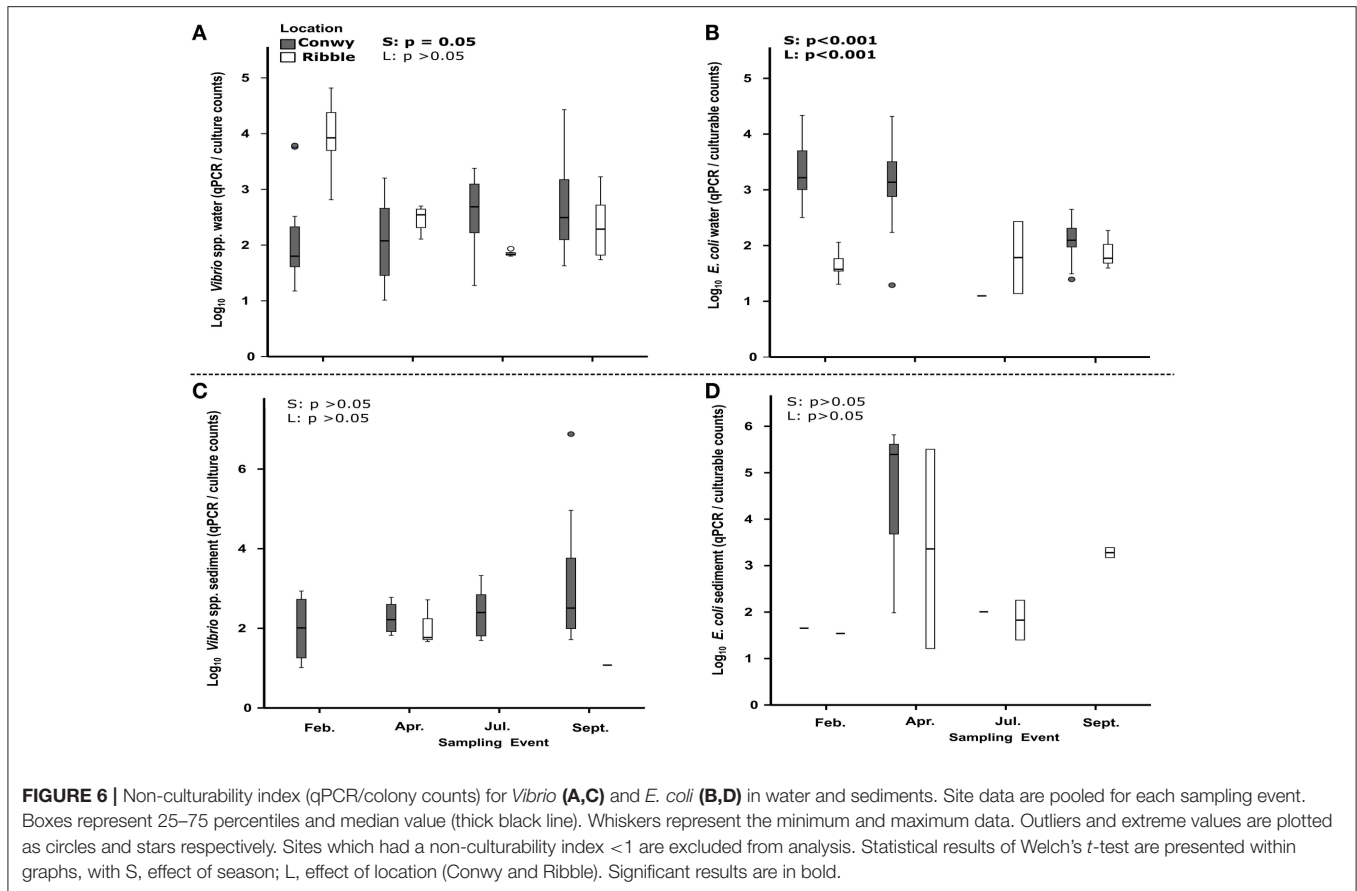 A
Location
Conwy
Ribble
S: p = 0.05
L: p >0.05
Log10 Vibrio spp. water (qPCR / culture counts)
5
4
3
2
1
0
B
S: p<0.001
L: p<0.001
Log10 E. coli water (qPCR / culturable counts)
5
4
3
2
1
0
C
S: p >0.05
L: p >0.05
Log10 Vibrio spp. sediment (qPCR / culture counts)
6
4
2
0
Feb.
Apr.
Jul.
Sept.
Sampling Event
D
S: p>0.05
L: p>0.05
Log10 E. coli sedimemt (qPCR / culturable counts)
6
5
4
3
2
1
0
Feb.
Apr.
Jul.
Sept.
Sampling Event
FIGURE 6 | Non-culturability index (qPCR/colony counts) for Vibrio (A,C) and E. coli (B,D) in water and sediments. Site data are pooled for each sampling event.
Boxes represent 25–75 percentiles and median value (thick black line). Whiskers represent the minimum and maximum data. Outliers and extreme values are plotted
as circles and stars respectively. Sites which had a non-culturability index <1 are excluded from analysis. Statistical results of Welch's t-test are presented within
graphs, with S, effect of season; L, effect of location (Conwy and Ribble). Significant results are in bold.